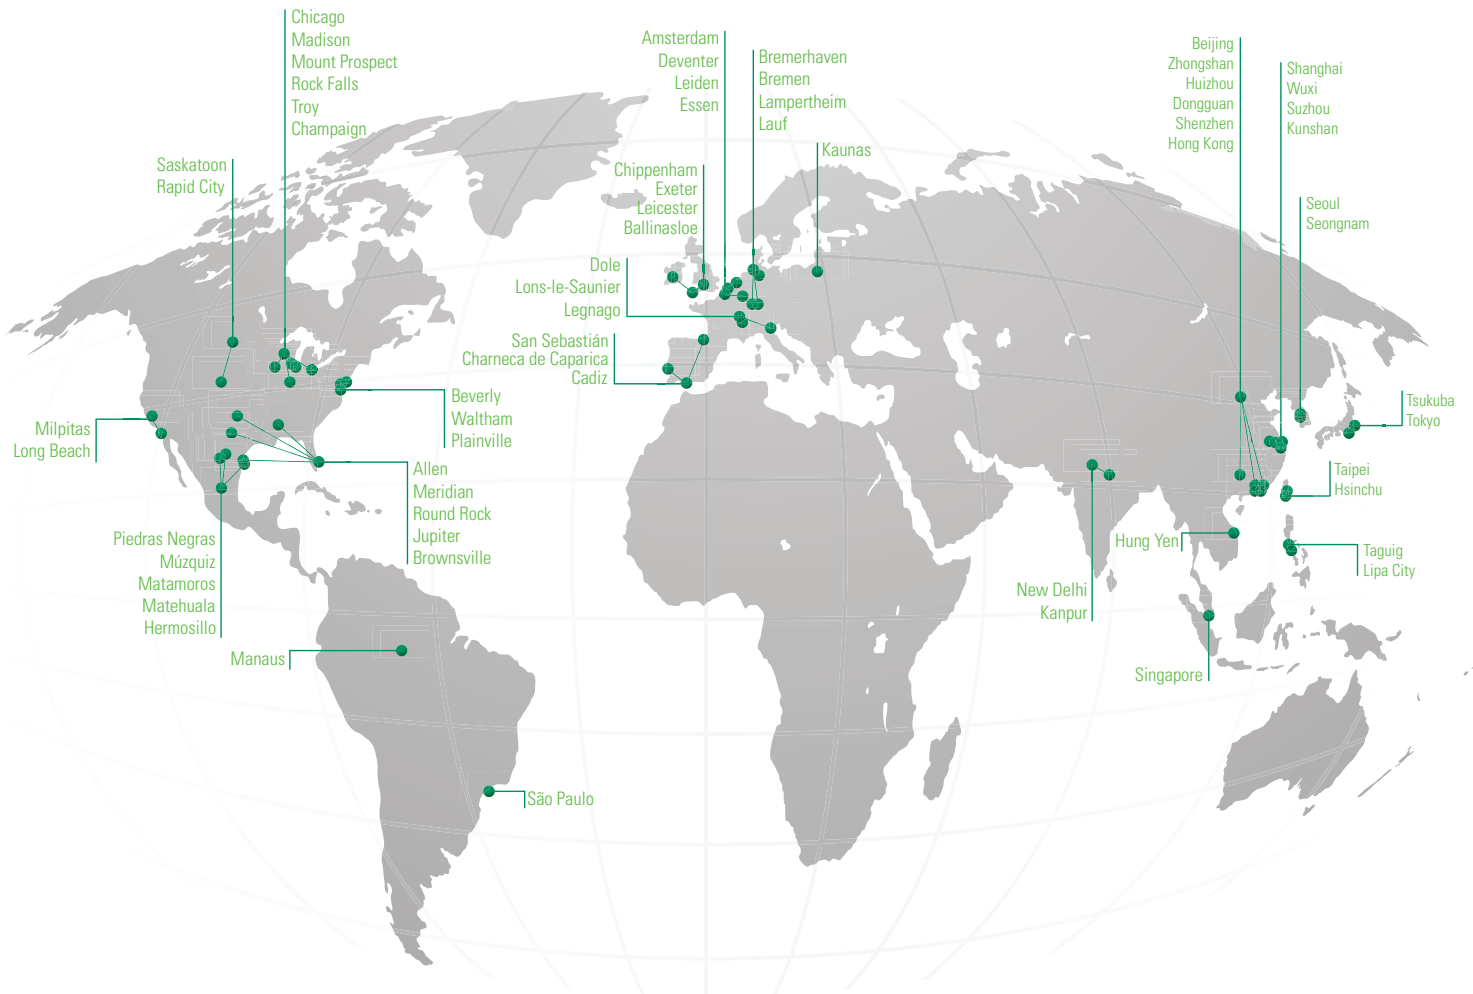 Chicago
Madison
Mount Prospect
Rock Falls
Troy
Champaign
Saskatoon
Rapid City
Amsterdam
Deventer
Leiden
Essen
Bremerhaven
Bremen
Lampertheim
Lauf
Kaunas
Chippenham
Exeter
Leicester
Ballinasloe
Dole
Lons-le-Saunier
Legnago
San Sebastián
Charneca de Caparica
Cadiz
Beijing
Zhongshan
Huizhou
Dongguan
Shenzhen
Hong Kong
Shanghai
Wuxi
Suzhou
Kunshan
Seoul
Seongnam
Tsukuba
Tokyo
Taipei
Hsinchu
Taguig
Lipa City
Hung Yen
New Delhi
Kanpur
Singapore
Milpitas
Long Beach
Beverly
Waltham
Plainville
Allen
Meridian
Round Rock
Jupiter
Brownsville
Piedras Negras
Múzquiz
Matamoros
Matehuala
Hermosillo
Manaus
São Paulo